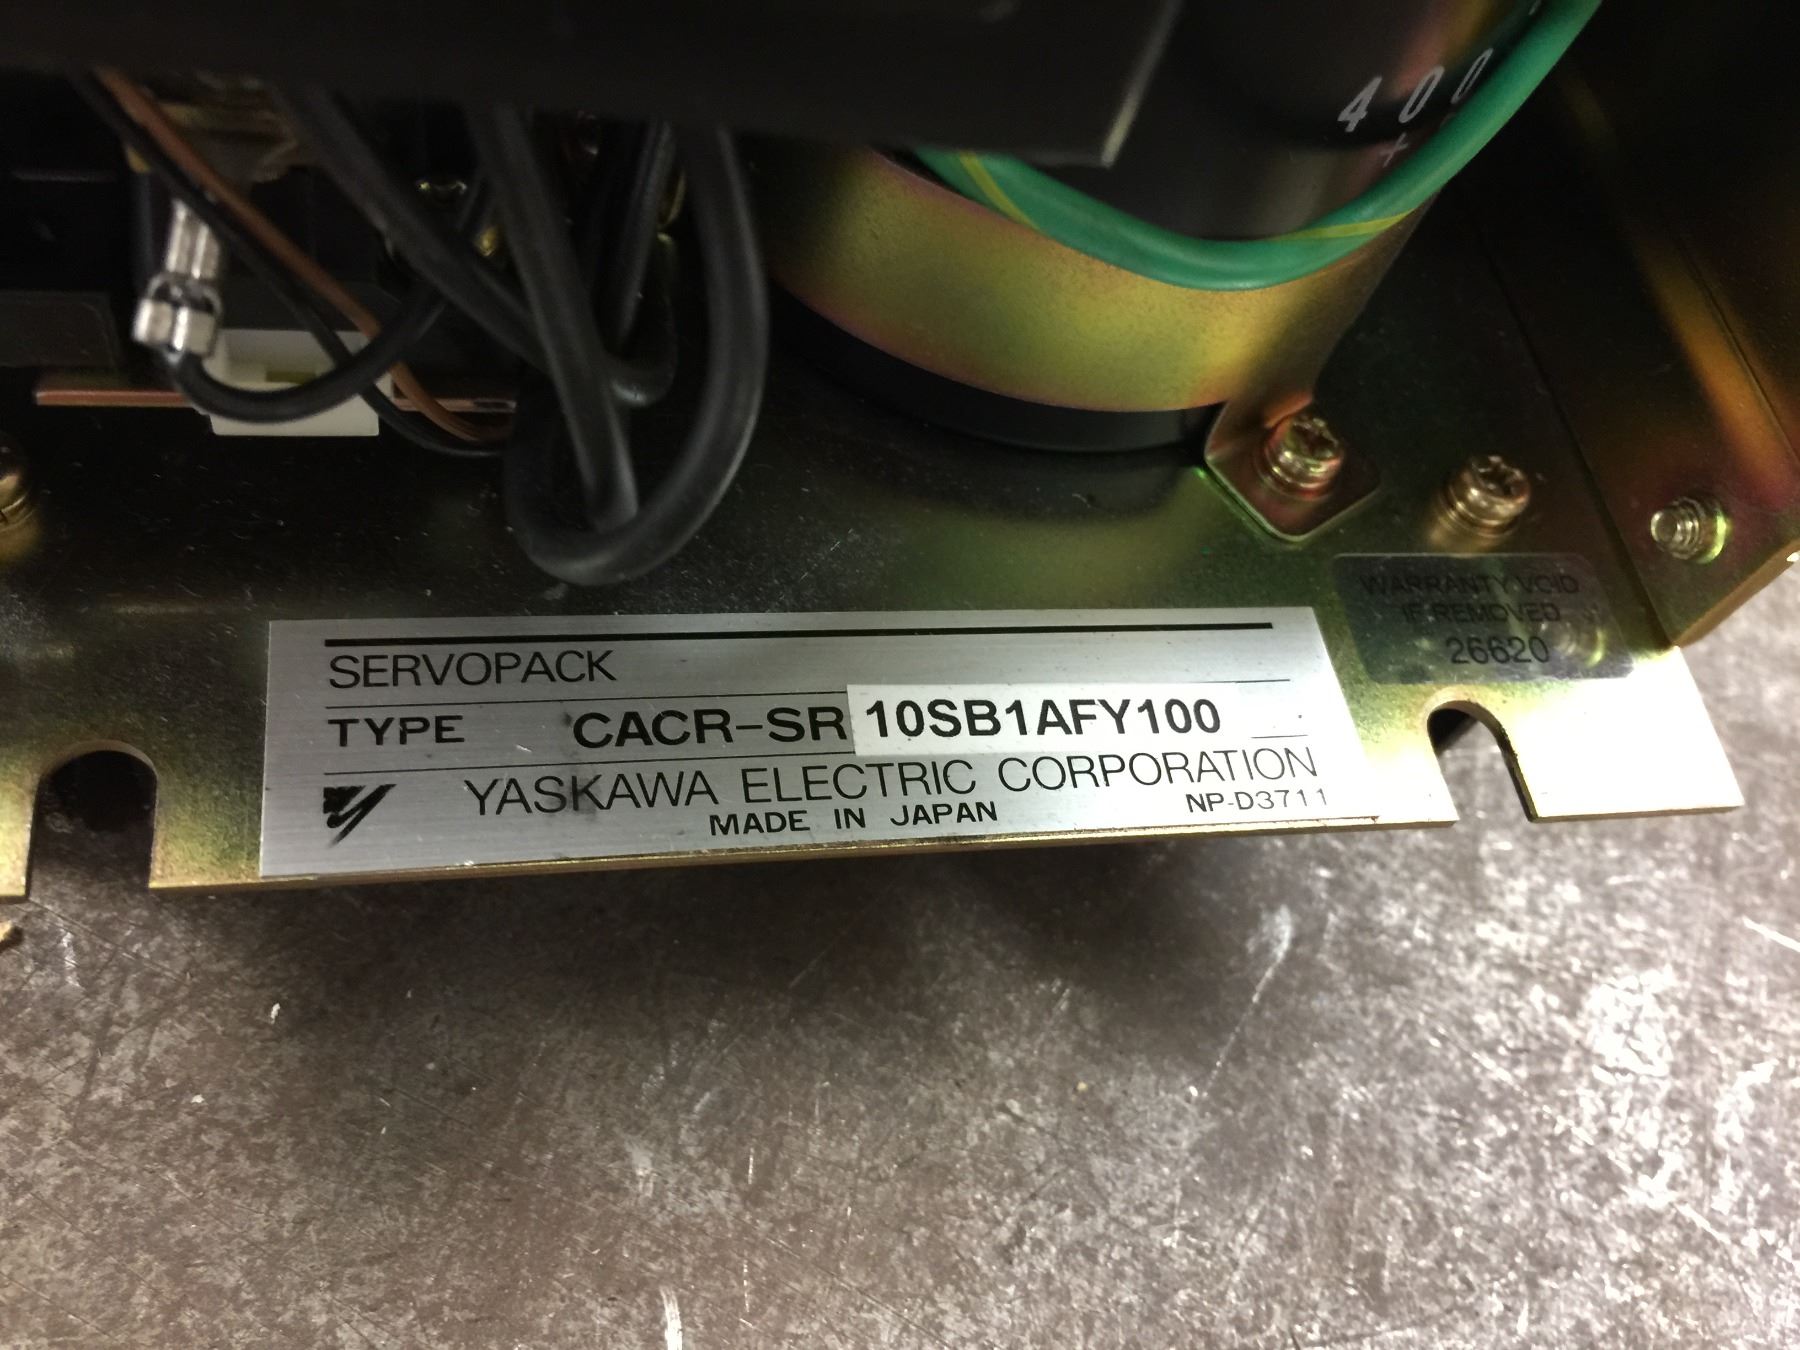 400
+
WARRANTY VOID
IF REMOVED
26620
SERVOPACK
TYPE CACR-SR 10SB1AFY100
YASKAWA ELECTRIC CORPORATION
MADE IN JAPAN NP-D3711